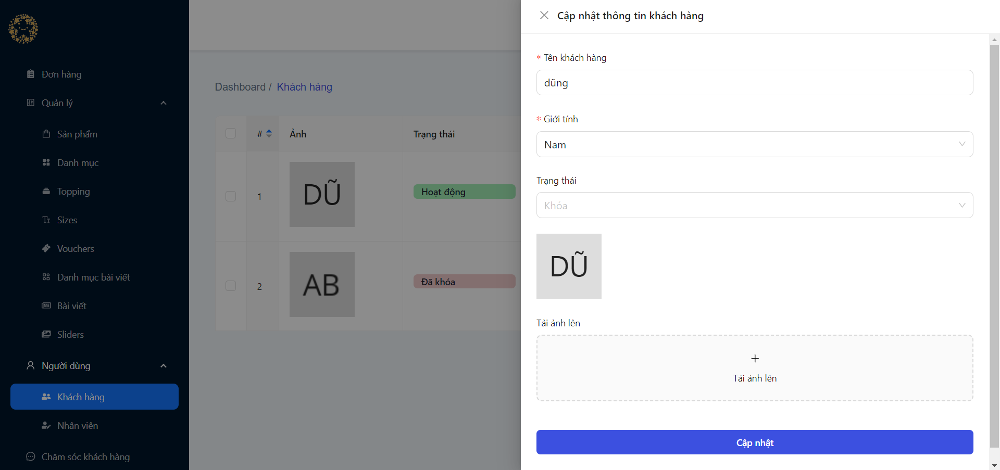 Đơn hàng
Quản lý
Sản phẩm
Danh mục
Topping
Sizes
Vouchers
Danh mục bài viết
Bài viết
Sliders
Người dùng
Khách hàng
Nhân viên
Chăm sóc khách hàng
Dashboard / Khách hàng
# Ảnh Trạng thái
1 DŨ Hoạt động
2 AB Đã khóa
Cập nhật thông tin khách hàng
* Tên khách hàng
dũng
* Giới tính
Nam
Trạng thái
Khóa
DŨ
Tải ảnh lên
Tải ảnh lên
Cập nhật